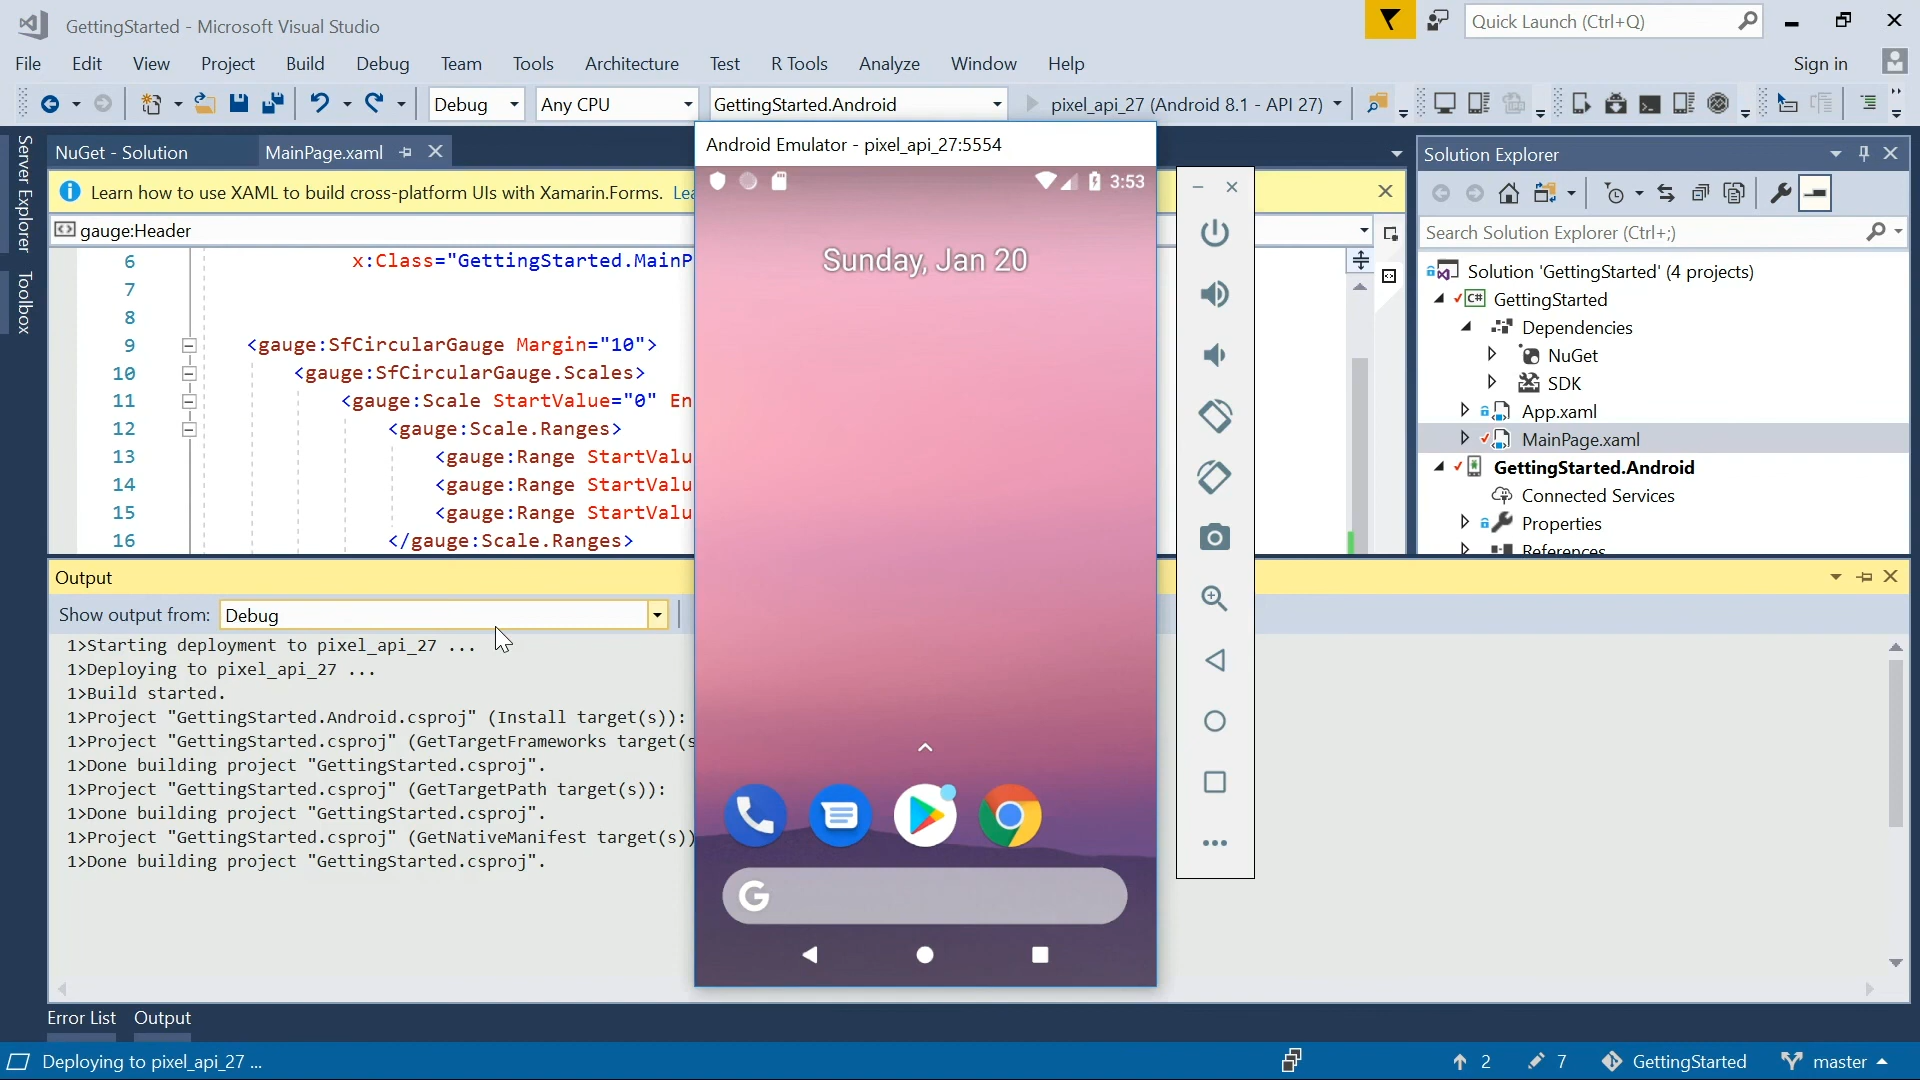 GettingStarted - Microsoft Visual Studio
Quick Launch (Ctrl+Q)
File Edit View Project Build Debug Team Tools Architecture Test R Tools Analyze Window Help
Sign in
Debug Any CPU GettingStarted.Android pixel_api_27 (Android 8.1 - API 27)
Server Explorer
Toolbox
NuGet - Solution MainPage.xaml
Learn how to use XAML to build cross-platform UIs with Xamarin.Forms. Lea
gauge:Header
6 x:Class="GettingStarted.MainP
7
8
9 <gauge:SfCircularGauge Margin="10">
10 <gauge:SfCircularGauge.Scales>
11 <gauge:Scale StartValue="0" En
12 <gauge:Scale.Ranges>
13 <gauge:Range StartValu
14 <gauge:Range StartValu
15 <gauge:Range StartValu
16 </gauge:Scale.Ranges>
Android Emulator - pixel_api_27:5554
3:53
Sunday, Jan 20
G
Solution Explorer
Search Solution Explorer (Ctrl+;)
Solution 'GettingStarted' (4 projects)
C# GettingStarted
Dependencies
NuGet
SDK
App.xaml
MainPage.xaml
GettingStarted.Android
Connected Services
Properties
References
Output
Show output from: Debug
1>Starting deployment to pixel_api_27 ...
1>Deploying to pixel_api_27 ...
1>Build started.
1>Project "GettingStarted.Android.csproj" (Install target(s)):
1>Project "GettingStarted.csproj" (GetTargetFrameworks target(s
1>Done building project "GettingStarted.csproj".
1>Project "GettingStarted.csproj" (GetTargetPath target(s)):
1>Done building project "GettingStarted.csproj".
1>Project "GettingStarted.csproj" (GetNativeManifest target(s))
1>Done building project "GettingStarted.csproj".
Error List Output
Deploying to pixel_api_27 ...
2 7 GettingStarted master